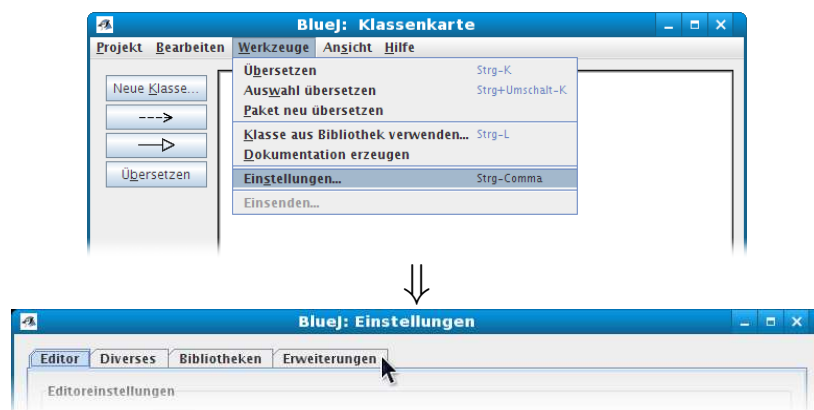 BlueJ: Klassenkarte
Projekt Bearbeiten Werkzeuge Ansicht Hilfe
Neue Klasse...
Übersetzen
Übersetzen Strg-K
Auswahl übersetzen Strg+Umschalt-K
Paket neu übersetzen
Klasse aus Bibliothek verwenden... Strg-L
Dokumentation erzeugen
Einstellungen... Strg-Comma
Einsenden...
BlueJ: Einstellungen
Editor Diverses Bibliotheken Erweiterungen
Editoreinstellungen